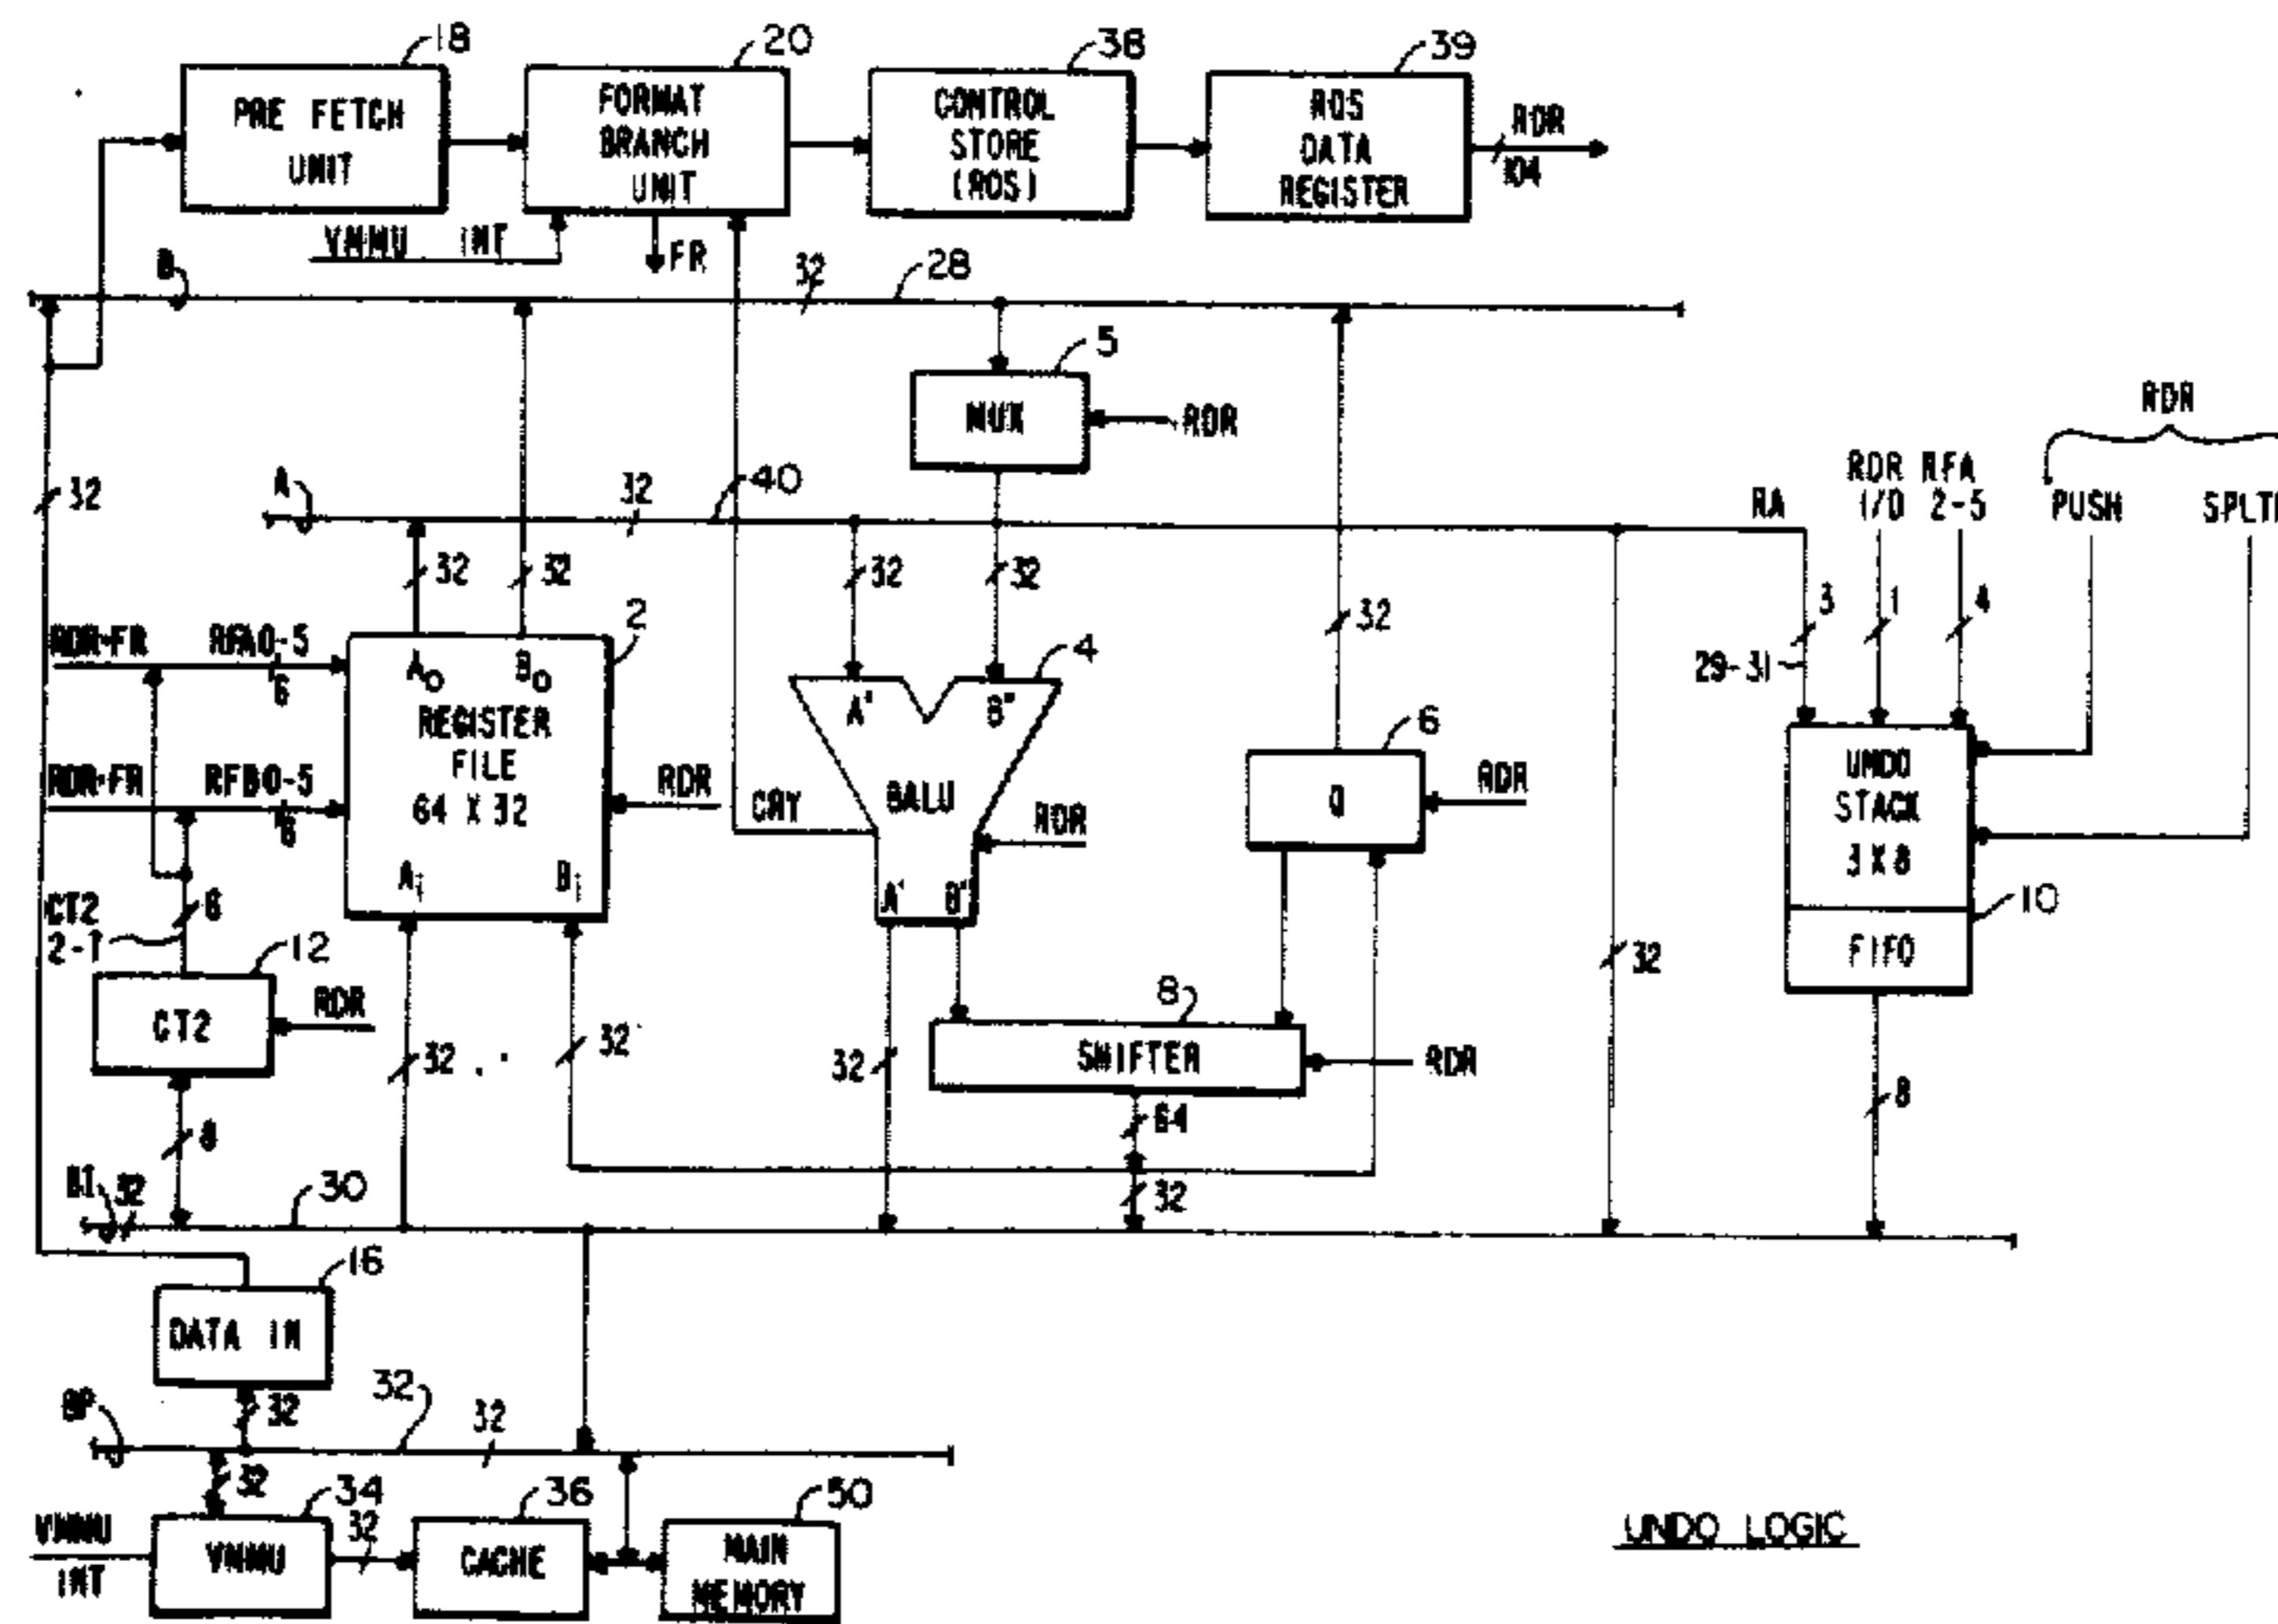 18
20
38
39
PRE FETCH
UNIT
FORMAT
BRANCH
UNIT
CONTROL
STORE
(ROS)
ROS
DATA
REGISTER
RDR
104
VMMU INT
FR
B
32
28
5
MUX
RDR
32
A
32
40
RDR
RA
RDR
I/O
RFA
2-5
PUSH
32
32
32
32
32
3
1
4
29-31
RDR·FR
RFA0-5
6
2
A0
B0
REGISTER
FILE
64 X 32
Ai
Bi
RDR·FR
RFB0-5
6
RDR
CRY
4
A'
B'
BALU
RDR
A'
B'
6
Q
RDR
UNDO
STACK
3 X 8
FIFO
10
CT2
2-7
6
12
CT2
RDR
8
32
32
32
8
SHIFTER
RDR
64
32
32
8
BI
32
30
16
DATA IN
32
BP
32
32
32
VMMU
INT
34
VMMU
32
36
CACHE
50
MAIN
MEMORY
UNDO LOGIC